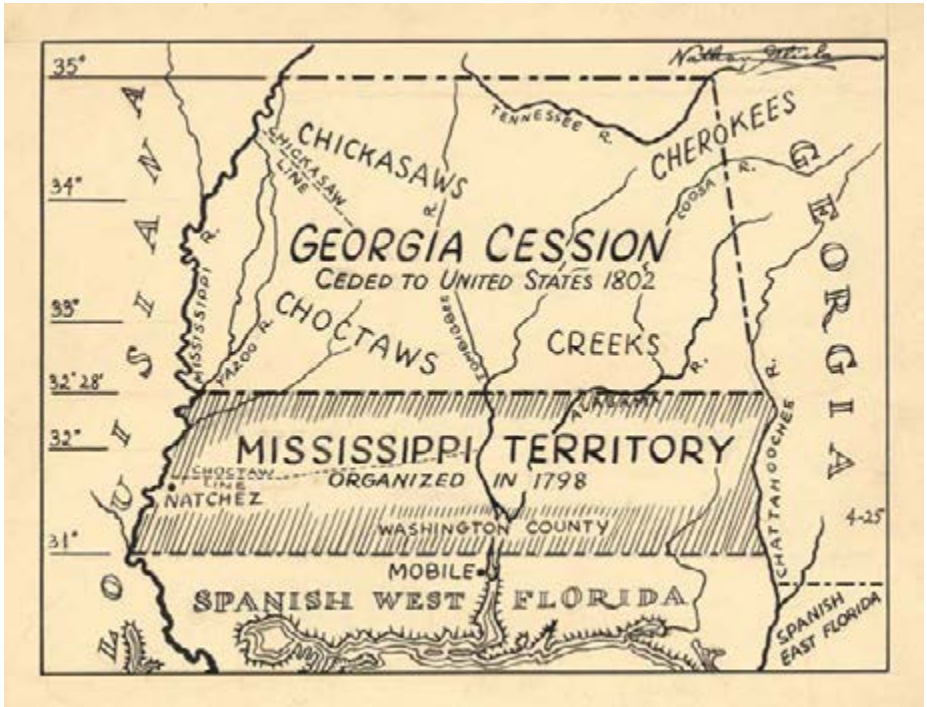 35°
34°
33°
32° 28'
32°
31°
LOUISIANA
MISSISSIPPI R.
YAZOO R.
CHICKASAW
LINE
CHICKASAWS
TENNESSEE R.
CHEROKEES
COOSA R.
GEORGIA
GEORGIA CESSION
CEDED TO UNITED STATES 1802
CHOCTAWS
TOMBIGBEE R.
CREEKS
ALABAMA R.
CHATTAHOOCHEE R.
MISSISSIPPI TERRITORY
ORGANIZED IN 1798
CHOCTAW
LINE
NATCHEZ
WASHINGTON COUNTY
4-25
MOBILE
SPANISH WEST FLORIDA
SPANISH
EAST FLORIDA